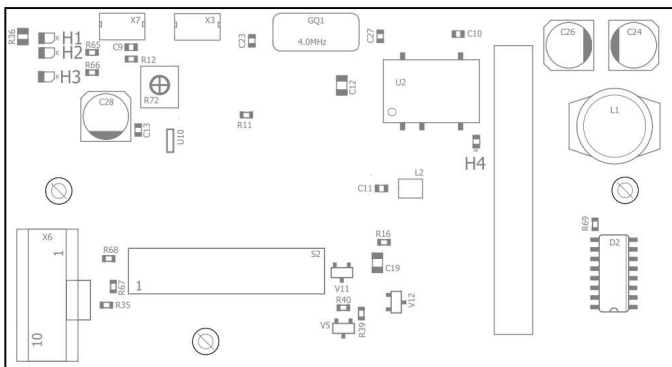 R36
H1
X7
X3
GQ1
4.0MHz
C23
C27
C10
C26
C24
H2
R65
C9
R12
H3
R66
R72
C12
U2
C28
C13
U10
R11
L1
H4
C11
L2
R69
D2
X6
1
R68
S2
1
R16
C19
V11
R67
R35
R40
R39
V12
V5
10
K
K
K